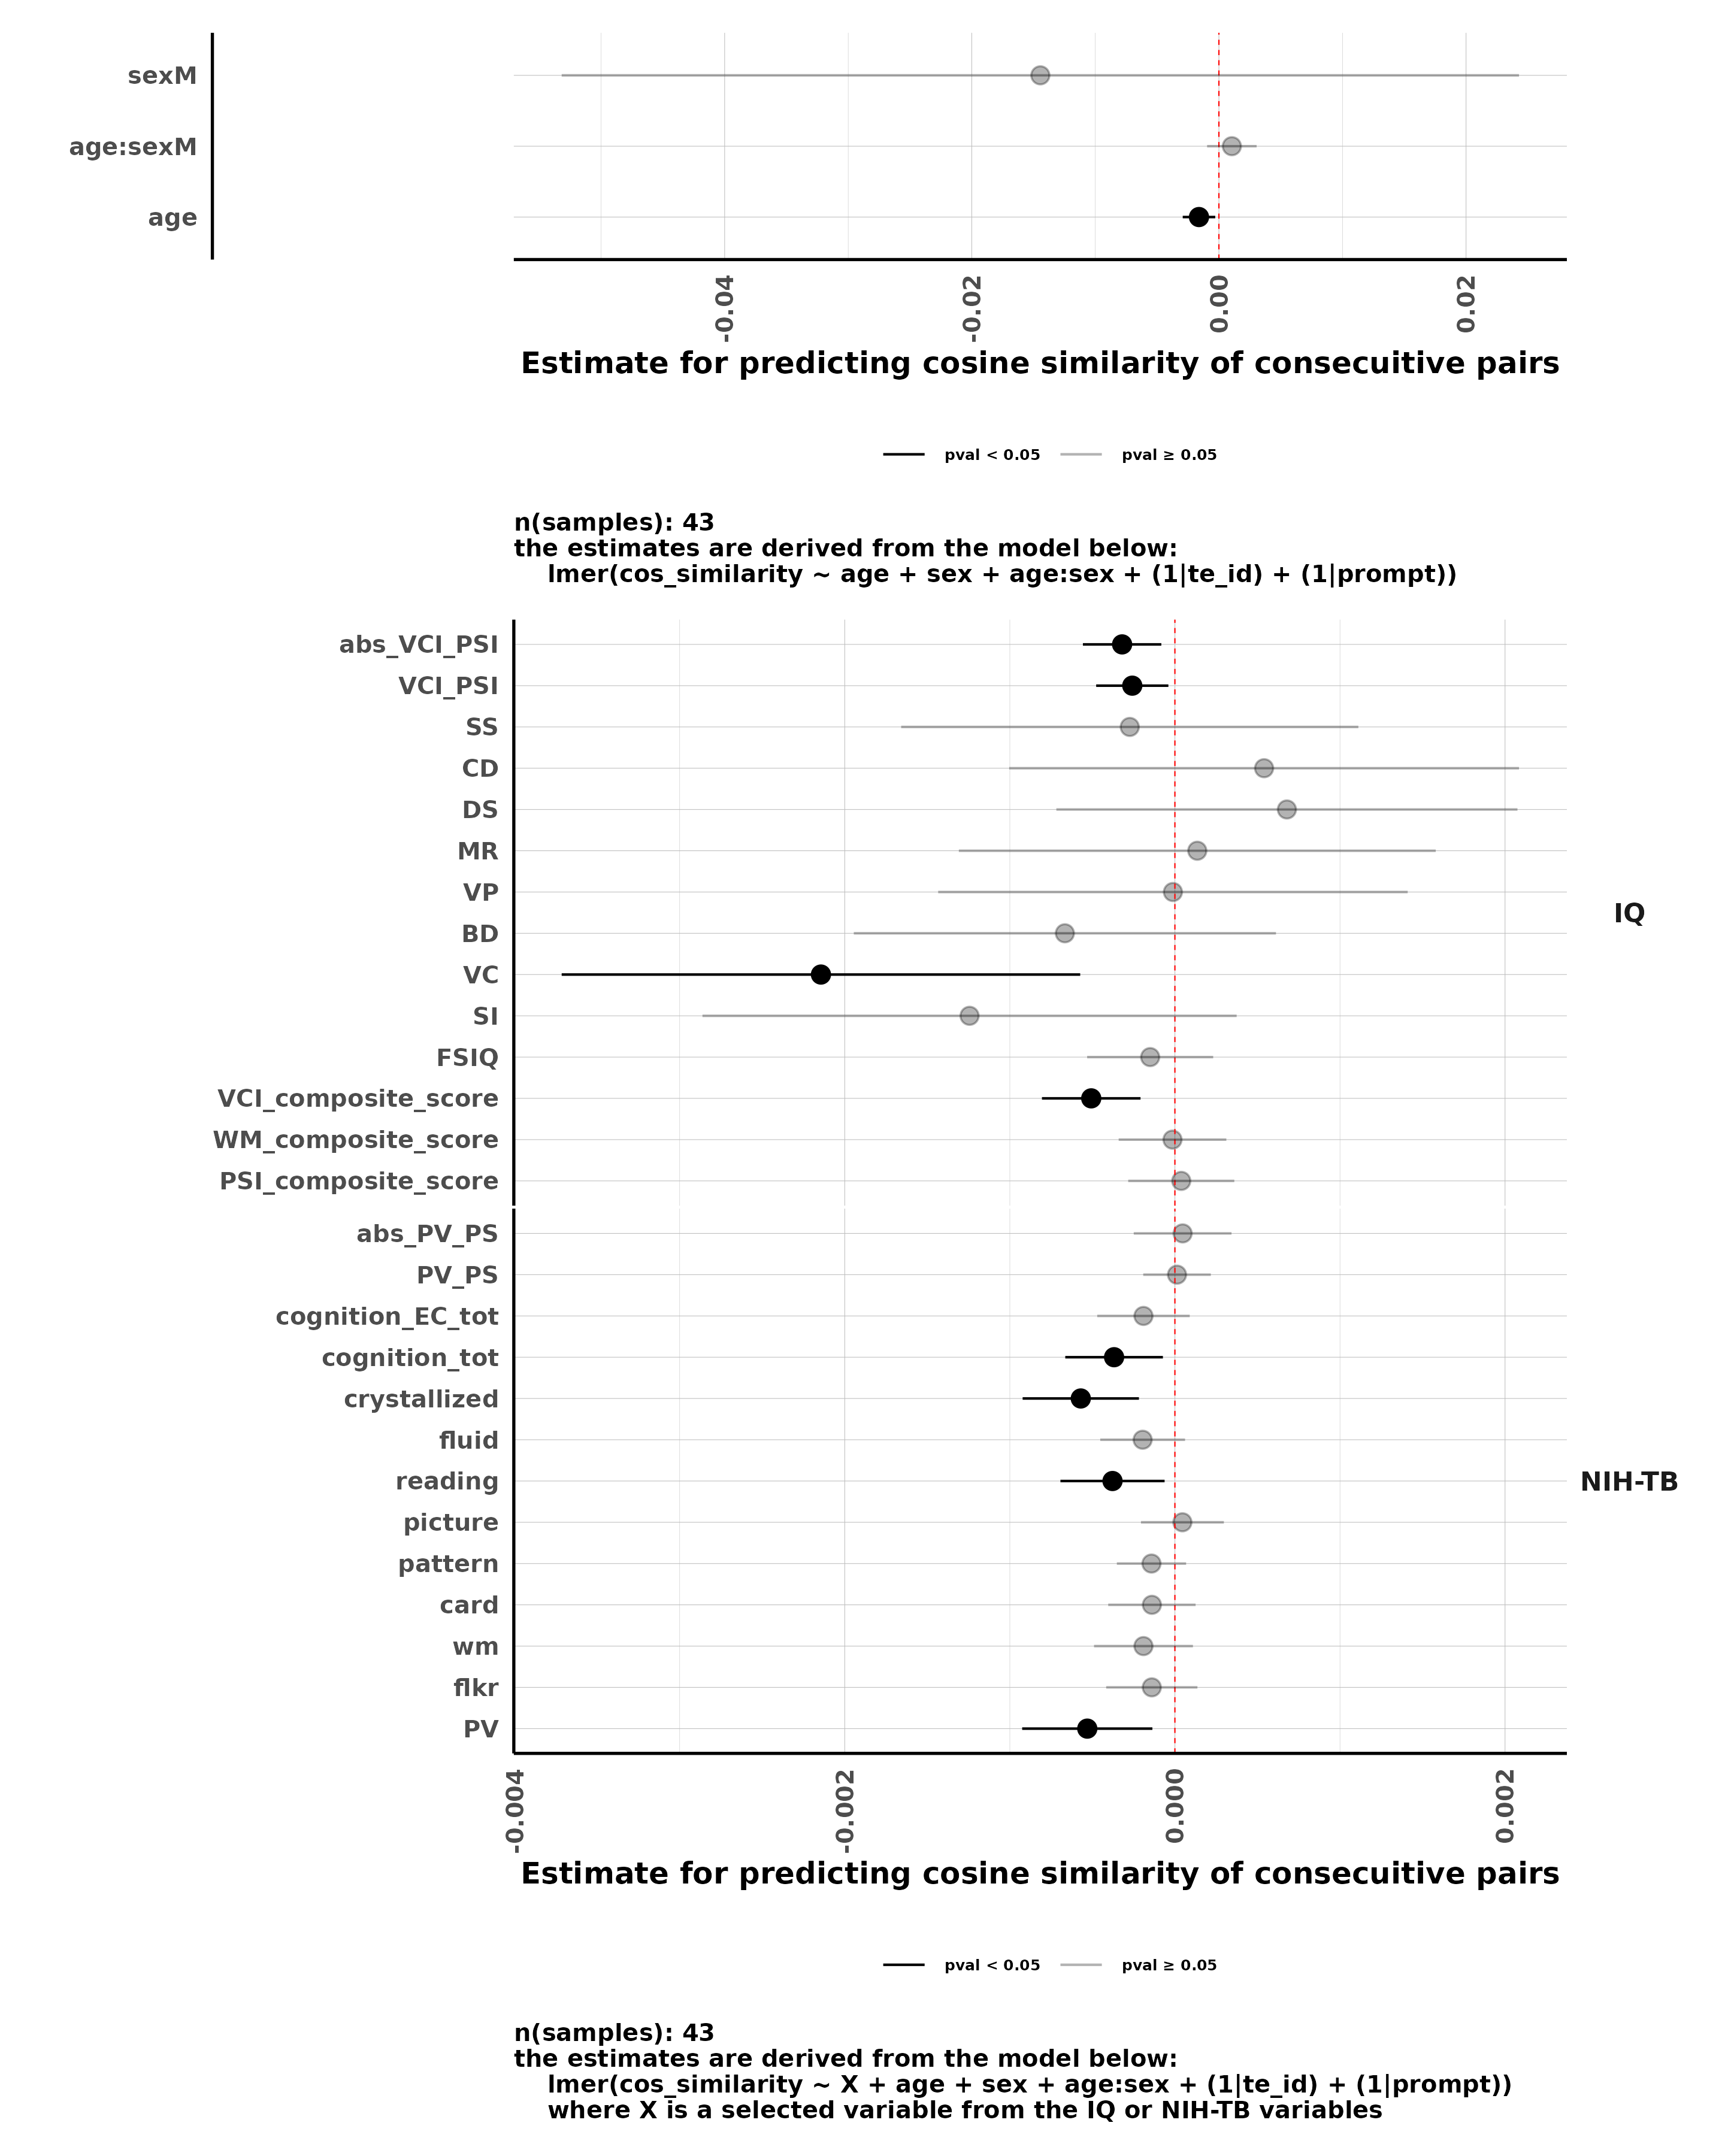 sexM
age:sexM
age
-0.04
-0.02
0.00
0.02
Estimate for predicting cosine similarity of consecuitive pairs
pval < 0.05
pval ≥ 0.05
n(samples): 43
the estimates are derived from the model below:
lmer(cos_similarity ~ age + sex + age:sex + (1|te_id) + (1|prompt))
abs_VCI_PSI
VCI_PSI
SS
CD
DS
MR
VP
BD
VC
SI
FSIQ
VCI_composite_score
WM_composite_score
PSI_composite_score
IQ
abs_PV_PS
PV_PS
cognition_EC_tot
cognition_tot
crystallized
fluid
reading
picture
pattern
card
wm
flkr
PV
NIH-TB
-0.004
-0.002
0.000
0.002
Estimate for predicting cosine similarity of consecuitive pairs
pval < 0.05
pval ≥ 0.05
n(samples): 43
the estimates are derived from the model below:
lmer(cos_similarity ~ X + age + sex + age:sex + (1|te_id) + (1|prompt))
where X is a selected variable from the IQ or NIH-TB variables